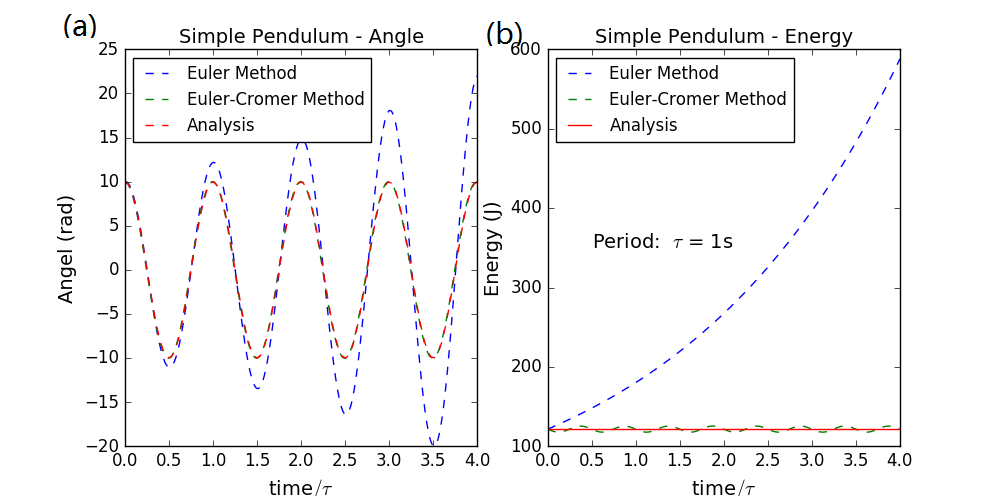 (a)
Simple Pendulum - Angle
25
20
15
10
5
0
−5
−10
−15
−20
Angel (rad)
Euler Method
Euler-Cromer Method
Analysis
0.0 0.5 1.0 1.5 2.0 2.5 3.0 3.5 4.0
time/τ
(b)
Simple Pendulum - Energy
600
500
400
300
200
100
Energy (J)
Euler Method
Euler-Cromer Method
Analysis
Period: τ = 1s
0.0 0.5 1.0 1.5 2.0 2.5 3.0 3.5 4.0
time/τ